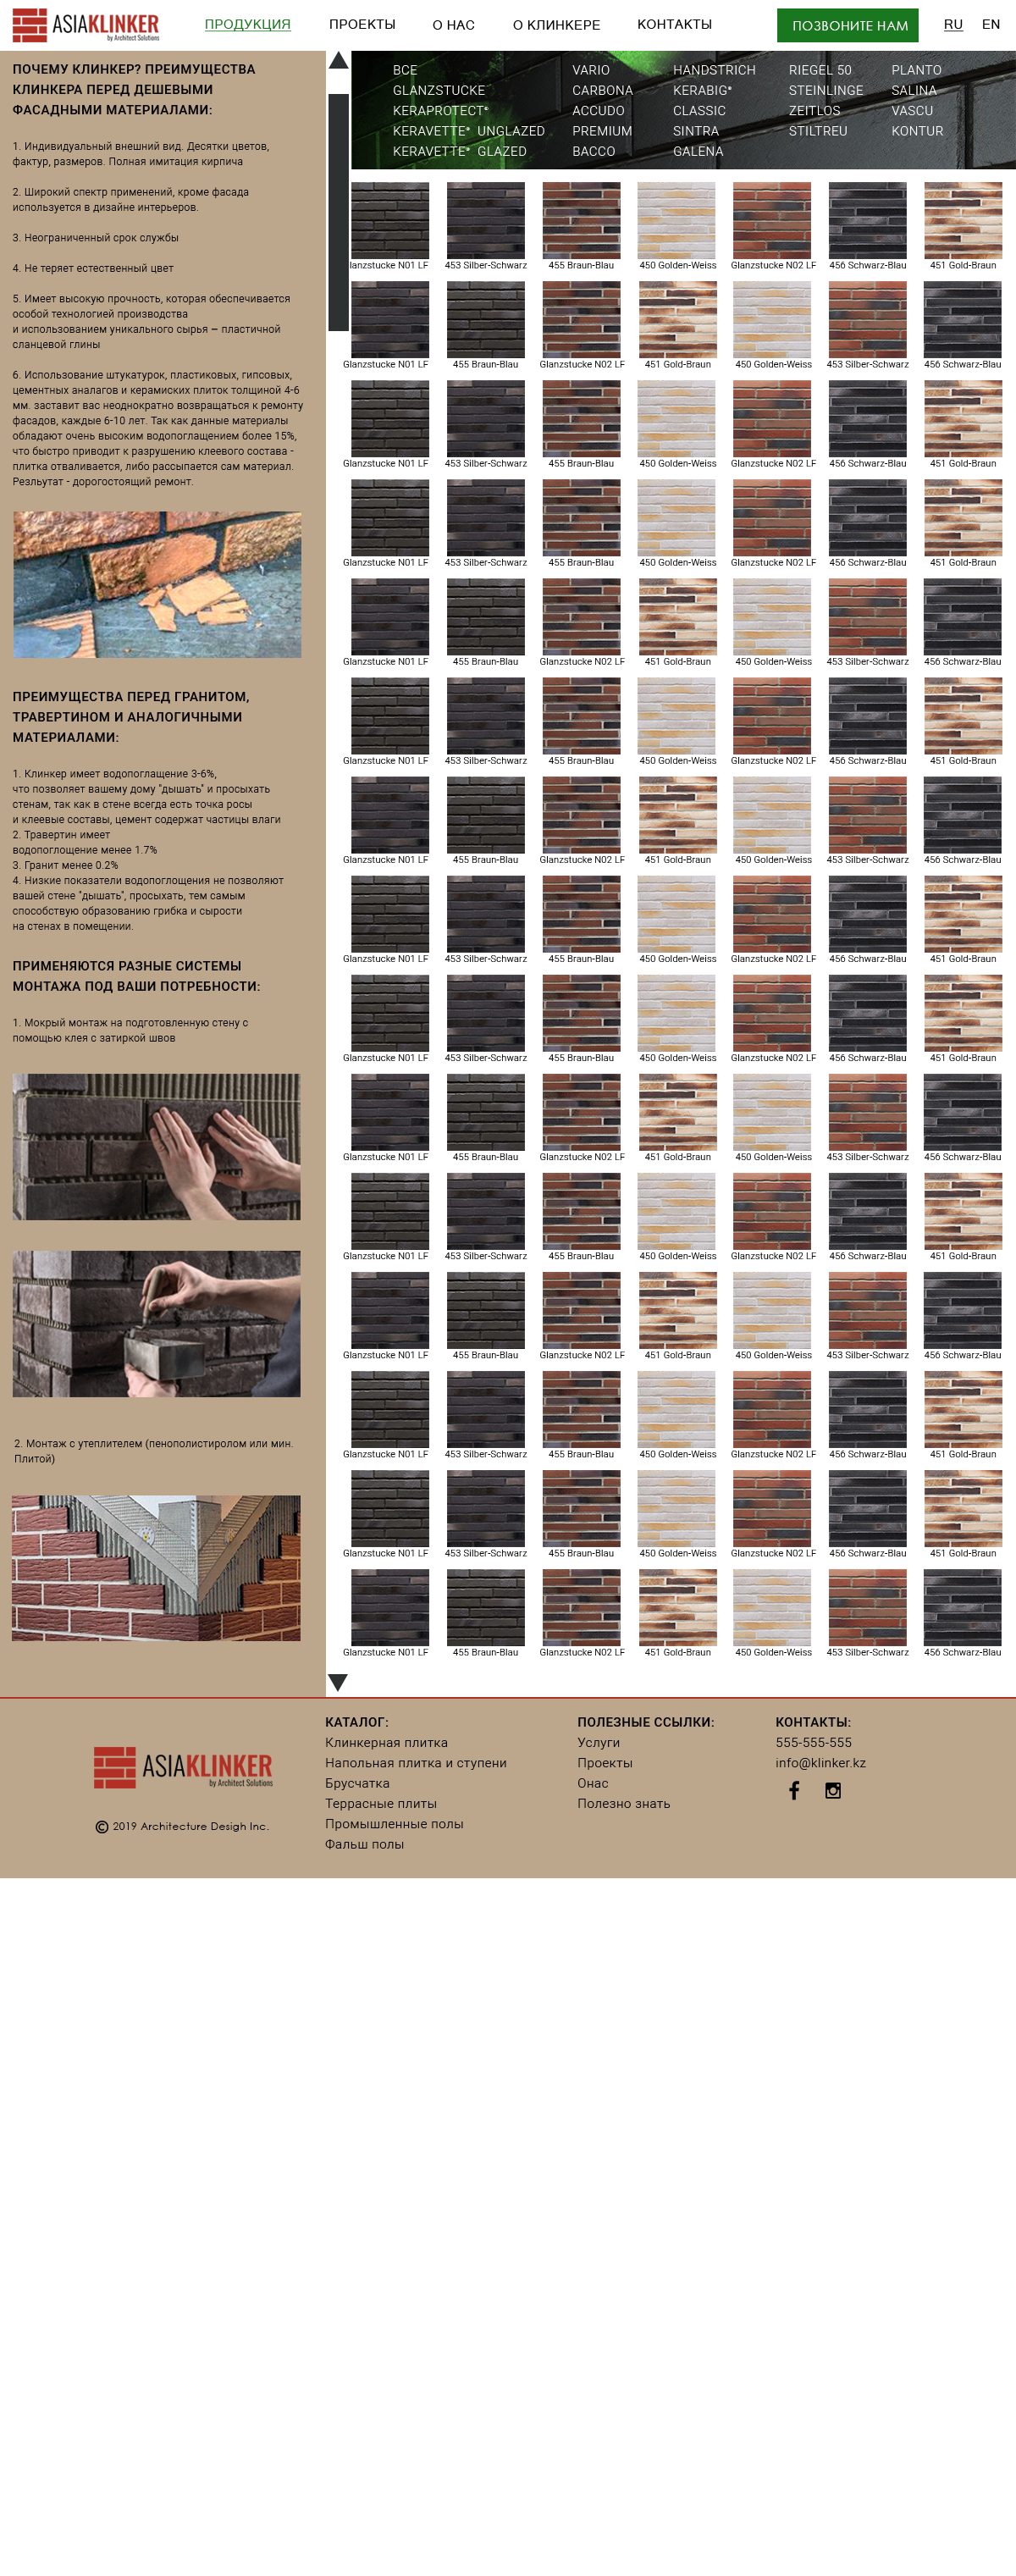 ASIAKLINKER
by Architect Solutions
ПРОДУКЦИЯ ПРОЕКТЫ О НАС О КЛИНКЕРЕ КОНТАКТЫ ПОЗВОНИТЕ НАМ RU EN
ПОЧЕМУ КЛИНКЕР? ПРЕИМУЩЕСТВА
КЛИНКЕРА ПЕРЕД ДЕШЕВЫМИ
ФАСАДНЫМИ МАТЕРИАЛАМИ:
1. Индивидуальный внешний вид. Десятки цветов,
фактур, размеров. Полная имитация кирпича
2. Широкий спектр применений, кроме фасада
используется в дизайне интерьеров.
3. Неограниченный срок службы
4. Не теряет естественный цвет
5. Имеет высокую прочность, которая обеспечивается
особой технологией производства
и использованием уникального сырья – пластичной
сланцевой глины
6. Использование штукатурок, пластиковых, гипсовых,
цементных аналагов и керамиских плиток толщиной 4-6
мм. заставит вас неоднократно возвращаться к ремонту
фасадов, каждые 6-10 лет. Так как данные материалы
обладают очень высоким водопоглащением более 15%,
что быстро приводит к разрушению клеевого состава -
плитка отваливается, либо рассыпается сам материал.
Резльутат - дорогостоящий ремонт.
ПРЕИМУЩЕСТВА ПЕРЕД ГРАНИТОМ,
ТРАВЕРТИНОМ И АНАЛОГИЧНЫМИ
МАТЕРИАЛАМИ:
1. Клинкер имеет водопоглащение 3-6%,
что позволяет вашему дому "дышать" и просыхать
стенам, так как в стене всегда есть точка росы
и клеевые составы, цемент содержат частицы влаги
2. Травертин имеет
водопоглощение менее 1.7%
3. Гранит менее 0.2%
4. Низкие показатели водопоглощения не позволяют
вашей стене "дышать", просыхать, тем самым
способствую образованию грибка и сырости
на стенах в помещении.
ПРИМЕНЯЮТСЯ РАЗНЫЕ СИСТЕМЫ
МОНТАЖА ПОД ВАШИ ПОТРЕБНОСТИ:
1. Мокрый монтаж на подготовленную стену с
помощью клея с затиркой швов
2. Монтаж с утеплителем (пенополистиролом или мин.
Плитой)
ВСЕ VARIO HANDSTRICH RIEGEL 50 PLANTO
GLANZSTUCKE CARBONA KERABIG* STEINLINGE SALINA
KERAPROTECT* ACCUDO CLASSIC ZEITLOS VASCU
KERAVETTE* UNGLAZED PREMIUM SINTRA STILTREU KONTUR
KERAVETTE* GLAZED BACCO GALENA
lanzstucke N01 LF 453 Silber-Schwarz 455 Braun-Blau 450 Golden-Weiss Glanzstucke N02 LF 456 Schwarz-Blau 451 Gold-Braun
Glanzstucke N01 LF 455 Braun-Blau Glanzstucke N02 LF 451 Gold-Braun 450 Golden-Weiss 453 Silber-Schwarz 456 Schwarz-Blau
Glanzstucke N01 LF 453 Silber-Schwarz 455 Braun-Blau 450 Golden-Weiss Glanzstucke N02 LF 456 Schwarz-Blau 451 Gold-Braun
Glanzstucke N01 LF 453 Silber-Schwarz 455 Braun-Blau 450 Golden-Weiss Glanzstucke N02 LF 456 Schwarz-Blau 451 Gold-Braun
Glanzstucke N01 LF 455 Braun-Blau Glanzstucke N02 LF 451 Gold-Braun 450 Golden-Weiss 453 Silber-Schwarz 456 Schwarz-Blau
Glanzstucke N01 LF 453 Silber-Schwarz 455 Braun-Blau 450 Golden-Weiss Glanzstucke N02 LF 456 Schwarz-Blau 451 Gold-Braun
Glanzstucke N01 LF 455 Braun-Blau Glanzstucke N02 LF 451 Gold-Braun 450 Golden-Weiss 453 Silber-Schwarz 456 Schwarz-Blau
Glanzstucke N01 LF 453 Silber-Schwarz 455 Braun-Blau 450 Golden-Weiss Glanzstucke N02 LF 456 Schwarz-Blau 451 Gold-Braun
Glanzstucke N01 LF 453 Silber-Schwarz 455 Braun-Blau 450 Golden-Weiss Glanzstucke N02 LF 456 Schwarz-Blau 451 Gold-Braun
Glanzstucke N01 LF 455 Braun-Blau Glanzstucke N02 LF 451 Gold-Braun 450 Golden-Weiss 453 Silber-Schwarz 456 Schwarz-Blau
Glanzstucke N01 LF 453 Silber-Schwarz 455 Braun-Blau 450 Golden-Weiss Glanzstucke N02 LF 456 Schwarz-Blau 451 Gold-Braun
Glanzstucke N01 LF 455 Braun-Blau Glanzstucke N02 LF 451 Gold-Braun 450 Golden-Weiss 453 Silber-Schwarz 456 Schwarz-Blau
Glanzstucke N01 LF 453 Silber-Schwarz 455 Braun-Blau 450 Golden-Weiss Glanzstucke N02 LF 456 Schwarz-Blau 451 Gold-Braun
Glanzstucke N01 LF 453 Silber-Schwarz 455 Braun-Blau 450 Golden-Weiss Glanzstucke N02 LF 456 Schwarz-Blau 451 Gold-Braun
Glanzstucke N01 LF 455 Braun-Blau Glanzstucke N02 LF 451 Gold-Braun 450 Golden-Weiss 453 Silber-Schwarz 456 Schwarz-Blau
ASIAKLINKER
by Architect Solutions
© 2019 Architecture Desigh Inc.
КАТАЛОГ:
Клинкерная плитка
Напольная плитка и ступени
Брусчатка
Террасные плиты
Промышленные полы
Фальш полы
ПОЛЕЗНЫЕ ССЫЛКИ:
Услуги
Проекты
Онас
Полезно знать
КОНТАКТЫ:
555-555-555
info@klinker.kz